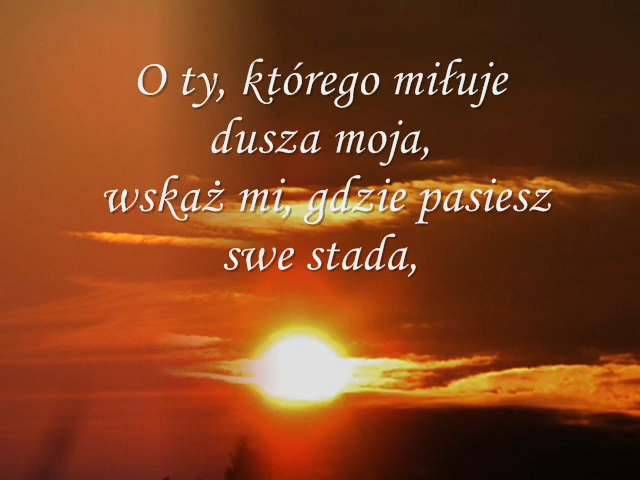 O ty, którego miłuje
dusza moja,
wskaż mi, gdzie pasiesz
swe stada,